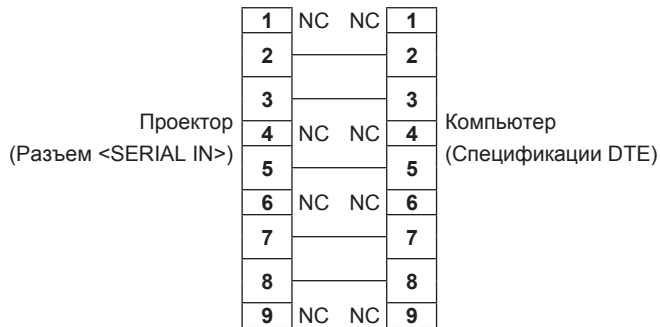 1 NC NC 1
2 2
3 3
Проектор
(Разъем <SERIAL IN>)
4 NC NC 4
Компьютер
(Спецификации DTE)
5 5
6 NC NC 6
7 7
8 8
9 NC NC 9